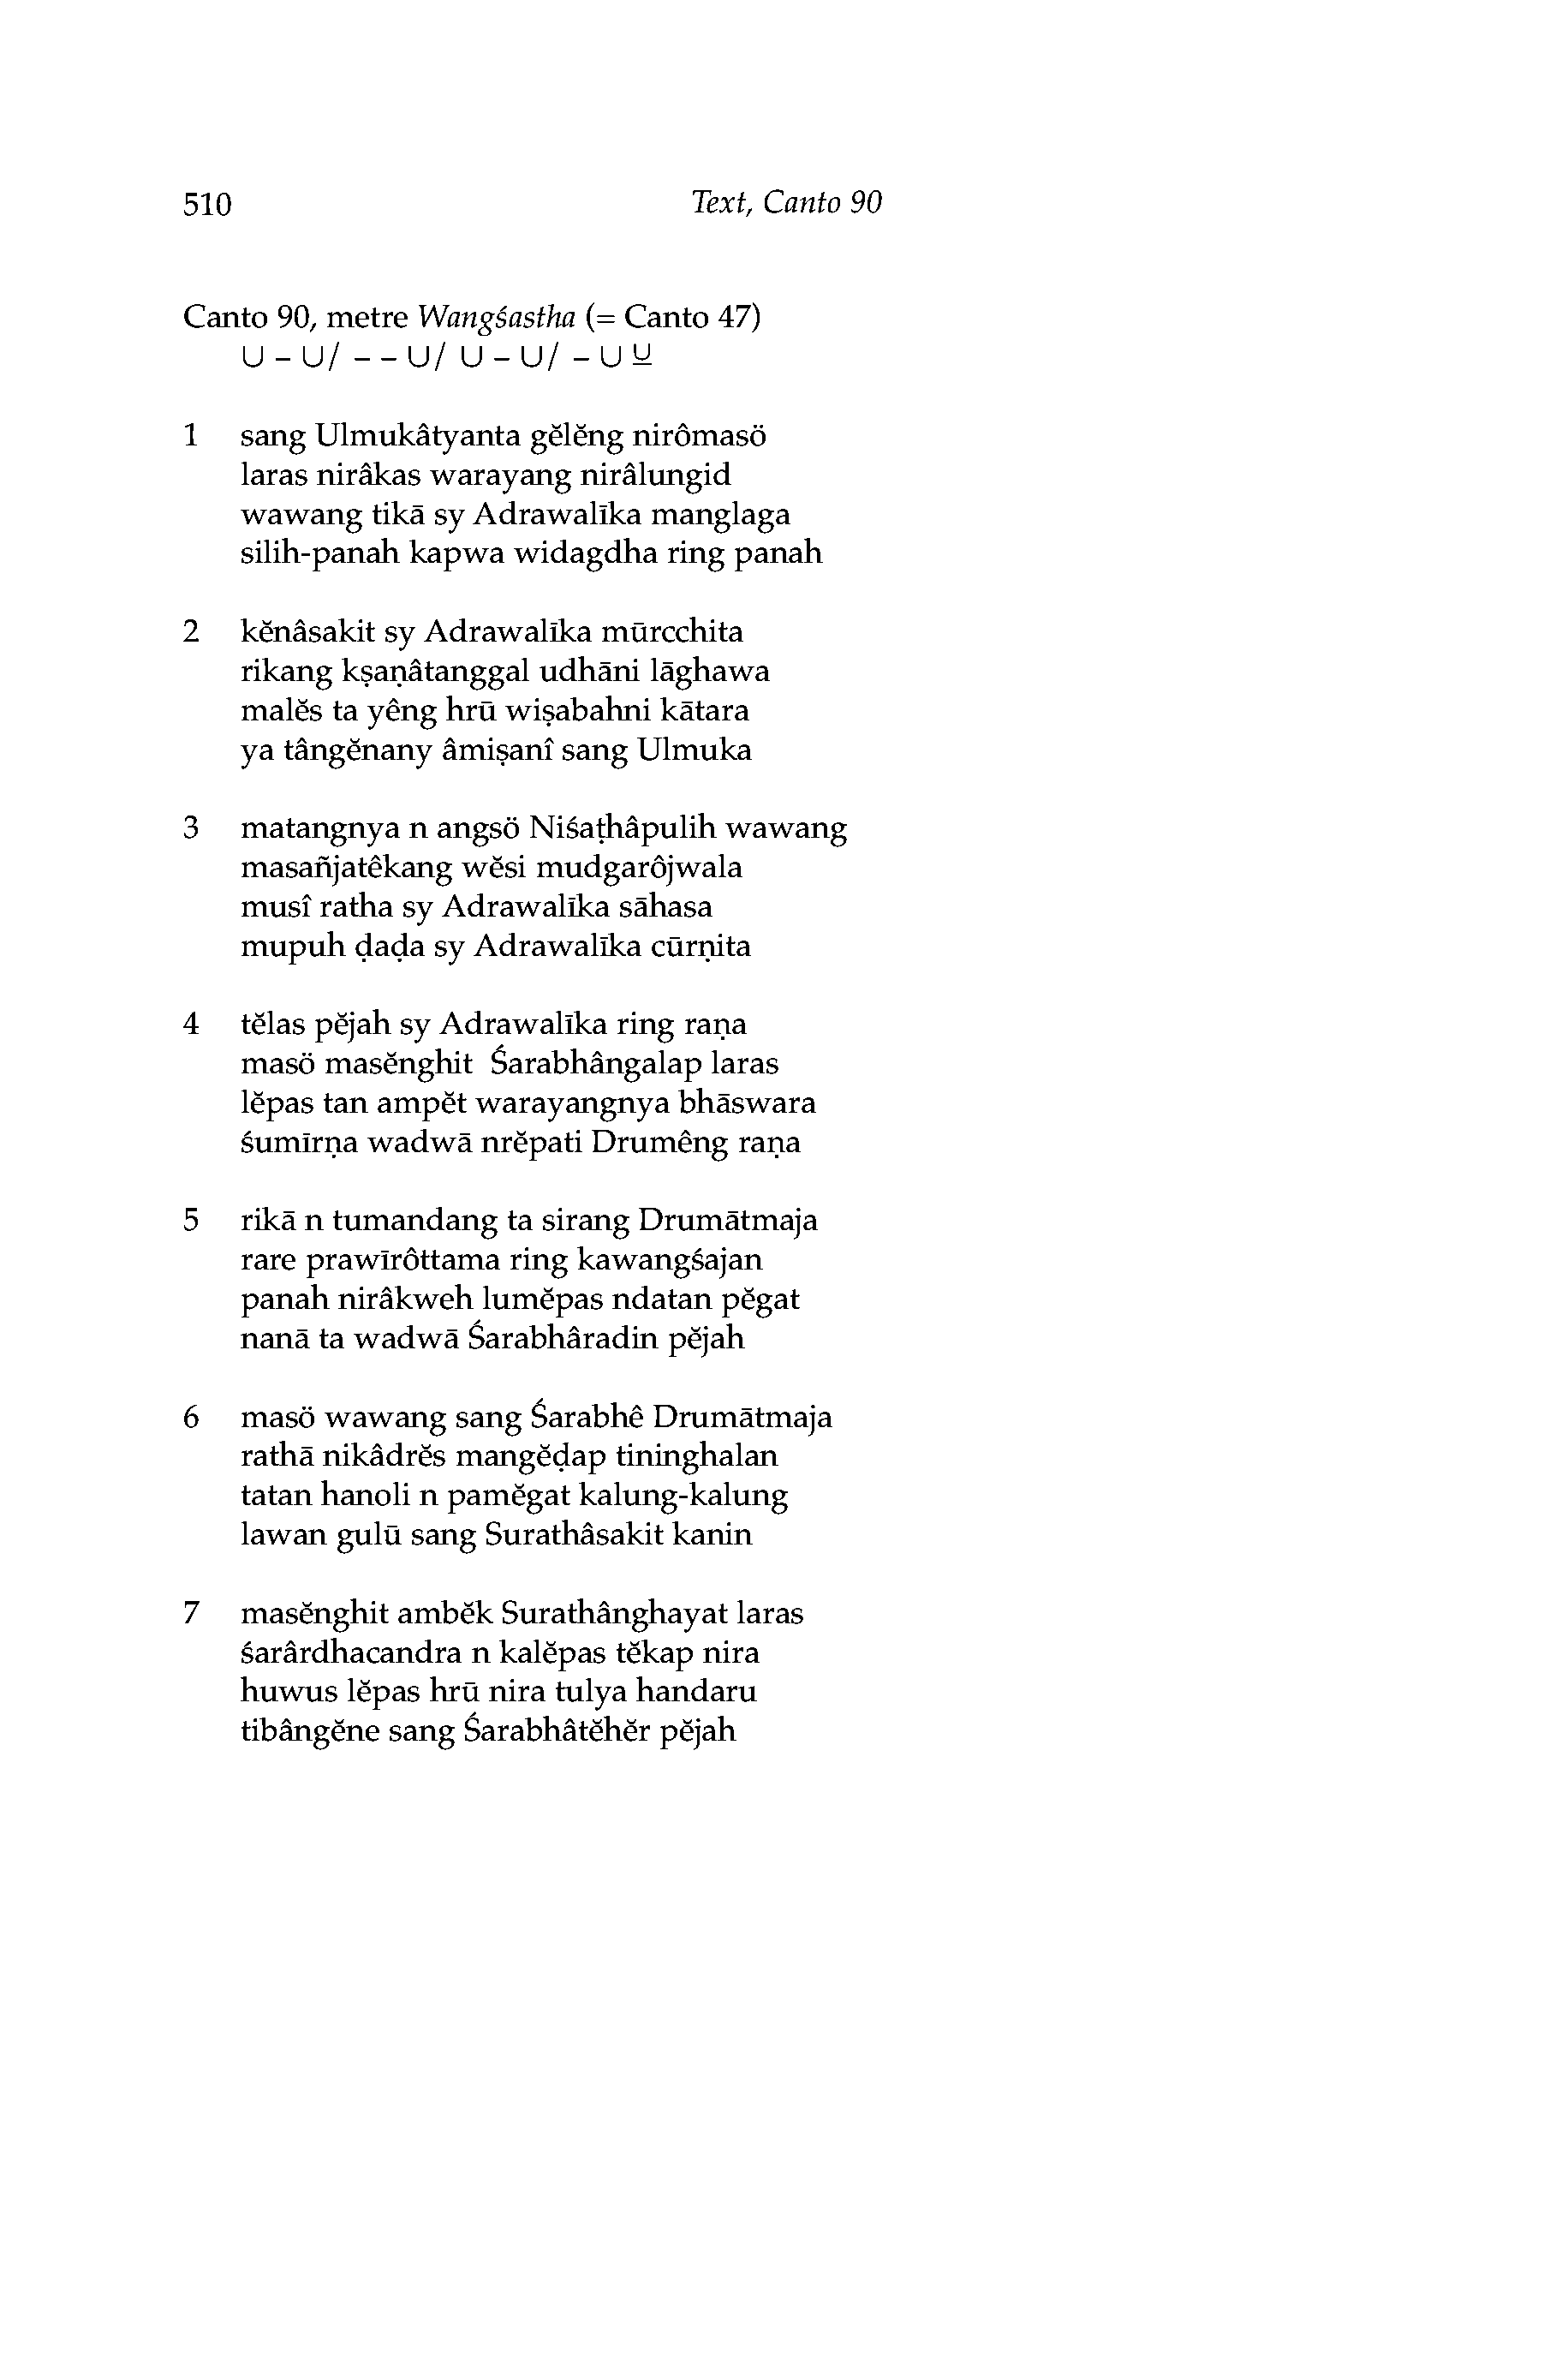 510 Text, Canto 90
Canto 90, metre Wangśastha (= Canto 47)
∪ – ∪/ – – ∪/ ∪ – ∪/ – ∪ ⊻
1 sang Ulmukâtyanta gĕlĕng nirômasö
laras nirâkas warayang nirâlungid
wawang tikā sy Adrawalīka manglaga
silih-panah kapwa widagdha ring panah
2 kĕnâsakit sy Adrawalīka mūrcchita
rikang kṣaṇâtanggal udhāni lāghawa
malĕs ta yêng hrū wiṣabahni kātara
ya tângĕnany âmiṣanî sang Ulmuka
3 matangnya n angsö Niśaṭhâpulih wawang
masañjatêkang wĕsi mudgarôjwala
musî ratha sy Adrawalīka sāhasa
mupuh ḍaḍa sy Adrawalīka cūrṇita
4 tĕlas pĕjah sy Adrawalīka ring raṇa
masö masĕnghit Śarabhângalap laras
lĕpas tan ampĕt warayangnya bhāswara
śumīrṇa wadwā nrĕpati Drumêng raṇa
5 rikā n tumandang ta sirang Drumātmaja
rare prawīrôttama ring kawangśajan
panah nirâkweh lumĕpas ndatan pĕgat
nanā ta wadwā Śarabhâradin pĕjah
6 masö wawang sang Śarabhê Drumātmaja
rathā nikâdrĕs mangĕḍap tininghalan
tatan hanoli n pamĕgat kalung-kalung
lawan gulū sang Surathâsakit kanin
7 masĕnghit ambĕk Surathânghayat laras
śarârdhacandra n kalĕpas tĕkap nira
huwus lĕpas hrū nira tulya handaru
tibângĕne sang Śarabhâtĕhĕr pĕjah